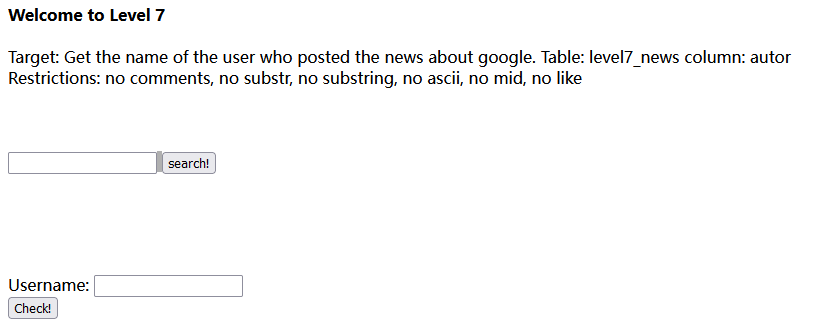 Welcome to Level 7
Target: Get the name of the user who posted the news about google. Table: level7_news column: autor
Restrictions: no comments, no substr, no substring, no ascii, no mid, no like
search!
Username:
Check!